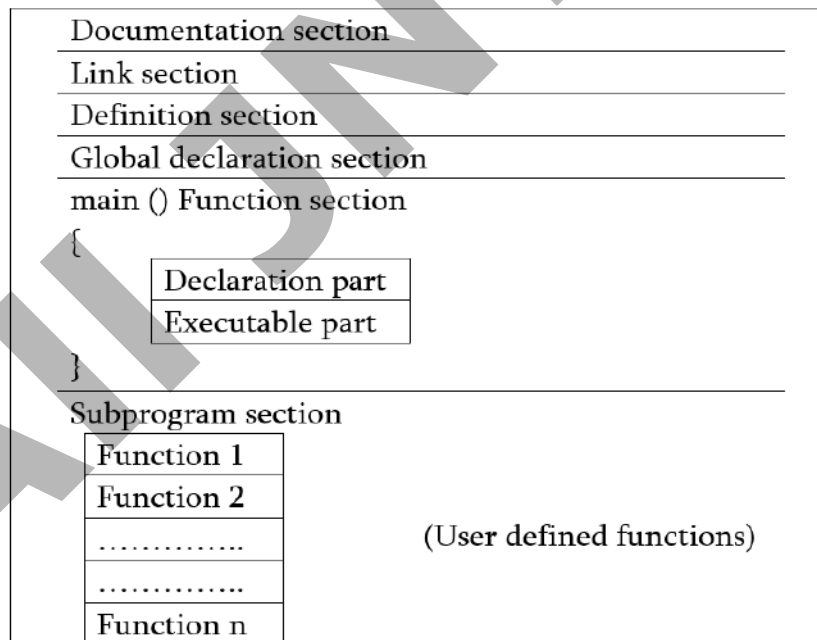 Documentation section
Link section
Definition section
Global declaration section
main () Function section
{
Declaration part
Executable part
}
Subprogram section
Function 1
Function 2
…………..
(User defined functions)
…………..
Function n